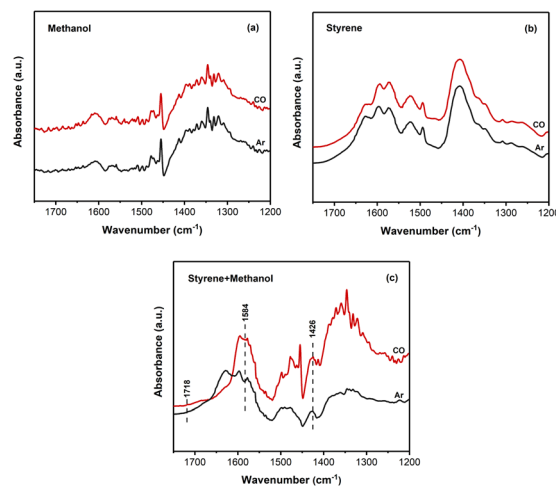 Methanol (a)
CO
Ar
Absorbance (a.u.)
1700 1600 1500 1400 1300 1200
Wavenumber (cm⁻¹)
Styrene (b)
CO
Ar
Absorbance (a.u.)
1700 1600 1500 1400 1300 1200
Wavenumber (cm⁻¹)
Styrene+Methanol (c)
1718
1584
1426
CO
Ar
Absorbance (a.u.)
1700 1600 1500 1400 1300 1200
Wavenumber (cm⁻¹)